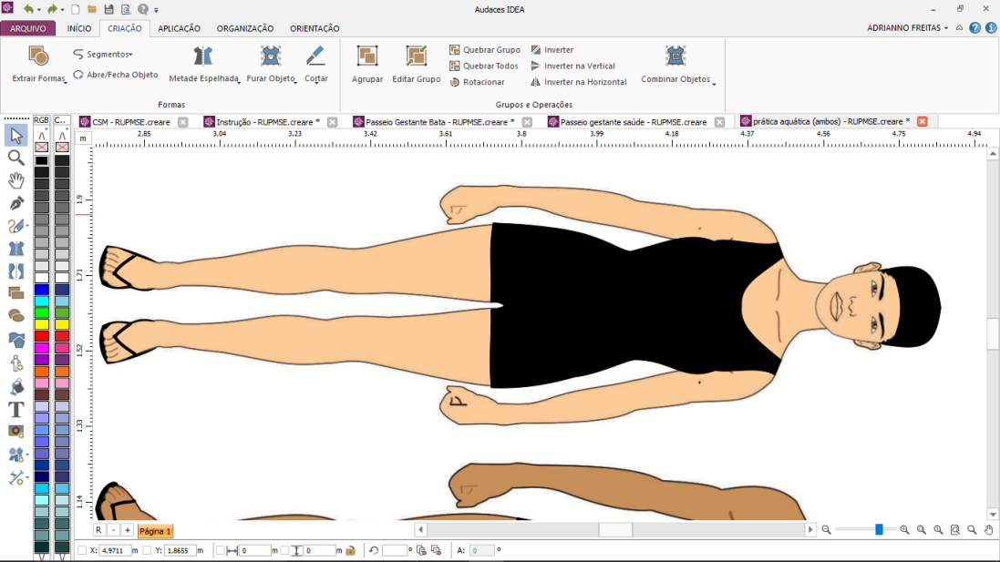 Audaces IDEA
ARQUIVO INÍCIO CRIAÇÃO APLICAÇÃO ORGANIZAÇÃO ORIENTAÇÃO ADRIANNO FREITAS
Extrair Formas
Segmentos
Abre/Fecha Objeto
Metade Espelhada
Furar Objeto
Cortar
Formas
Agrupar
Editar Grupo
Quebrar Grupo
Quebrar Todos
Rotacionar
Inverter
Inverter na Vertical
Inverter na Horizontal
Combinar Objetos
Grupos e Operações
CSM - RUPMSE.creare
Instrução - RUPMSE.creare *
Passeio Gestante Bata - RUPMSE.creare *
Passeio gestante saúde - RUPMSE.creare
prática aquática (ambos) - RUPMSE.creare *
RGB C...
m 2.85 3.04 3.23 3.42 3.61 3.8 3.99 4.18 4.37 4.56 4.75 4.94
1.9
1.71
1.52
1.33
1.14
R - + Página 1
X: 4.9711 m Y: 1.8655 m 0 m 0 m º A: 0 º